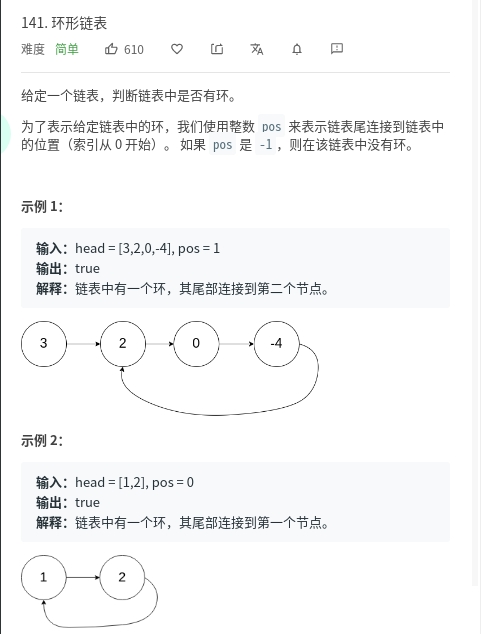 141. 环形链表
难度 简单 610
给定一个链表，判断链表中是否有环。
为了表示给定链表中的环，我们使用整数 pos 来表示链表尾连接到链表中
的位置（索引从 0 开始）。 如果 pos 是 -1，则在该链表中没有环。
示例 1：
输入：head = [3,2,0,-4], pos = 1
输出：true
解释：链表中有一个环，其尾部连接到第二个节点。
3 2 0 -4
示例 2：
输入：head = [1,2], pos = 0
输出：true
解释：链表中有一个环，其尾部连接到第一个节点。
1 2